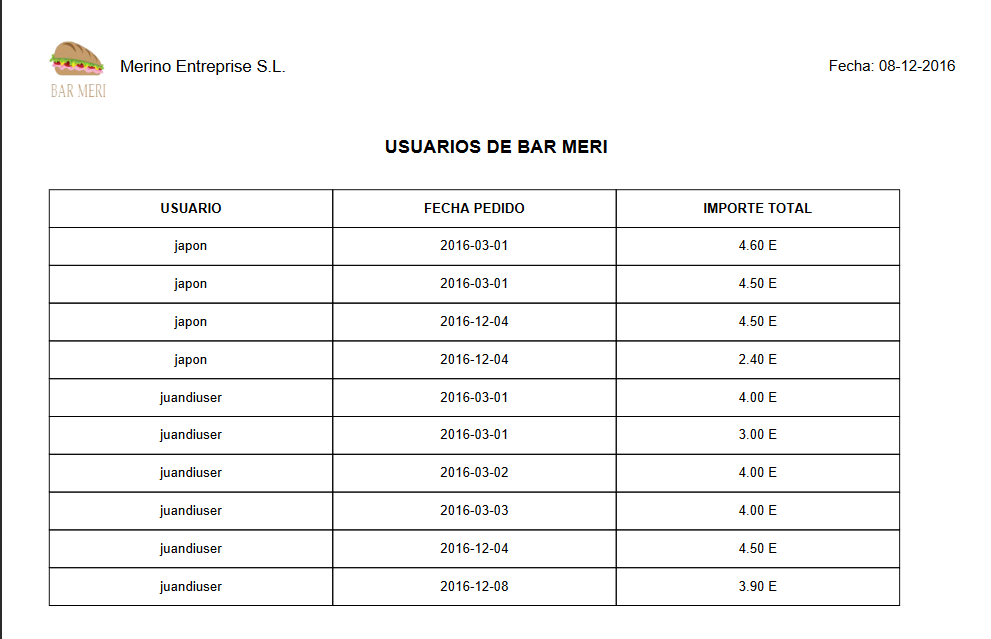 Merino Entreprise S.L.
Fecha: 08-12-2016
BAR MERI
USUARIOS DE BAR MERI
USUARIO FECHA PEDIDO IMPORTE TOTAL
japon 2016-03-01 4.60 E
japon 2016-03-01 4.50 E
japon 2016-12-04 4.50 E
japon 2016-12-04 2.40 E
juandiuser 2016-03-01 4.00 E
juandiuser 2016-03-01 3.00 E
juandiuser 2016-03-02 4.00 E
juandiuser 2016-03-03 4.00 E
juandiuser 2016-12-04 4.50 E
juandiuser 2016-12-08 3.90 E